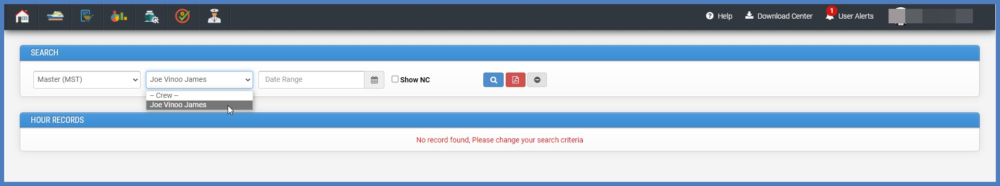 Help Download Center 1 User Alerts
SEARCH
Master (MST) Joe Vinoo James Date Range Show NC
-- Crew --
Joe Vinoo James
HOUR RECORDS
No record found, Please change your search criteria